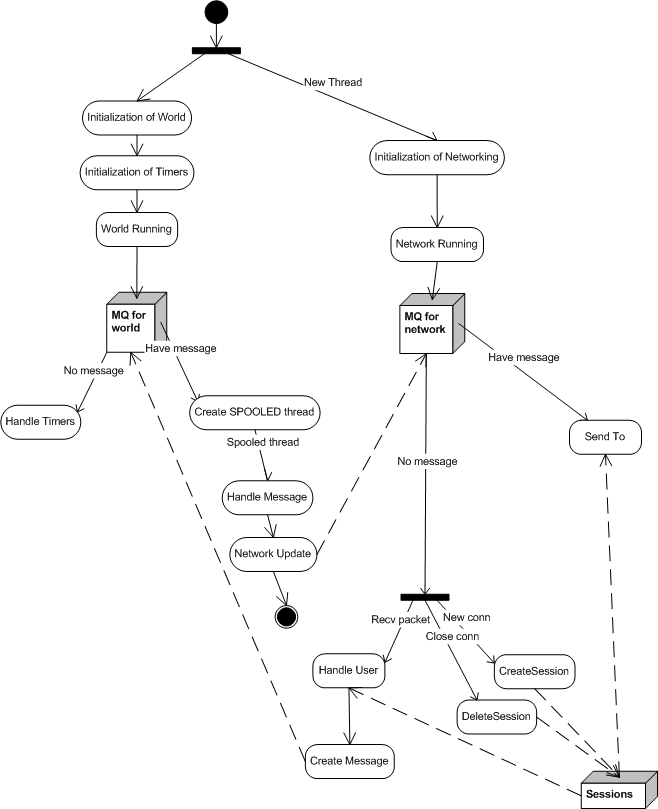 New Thread
Initialization of World
Initialization of Networking
Initialization of Timers
World Running
Network Running
MQ for
world
MQ for
network
Have message
Have message
No message
Create SPOOLED thread
Handle Timers
Send To
Spooled thread
No message
Handle Message
Network Update
Recv packet
New conn
Close conn
Handle User
CreateSession
DeleteSession
Create Message
Sessions